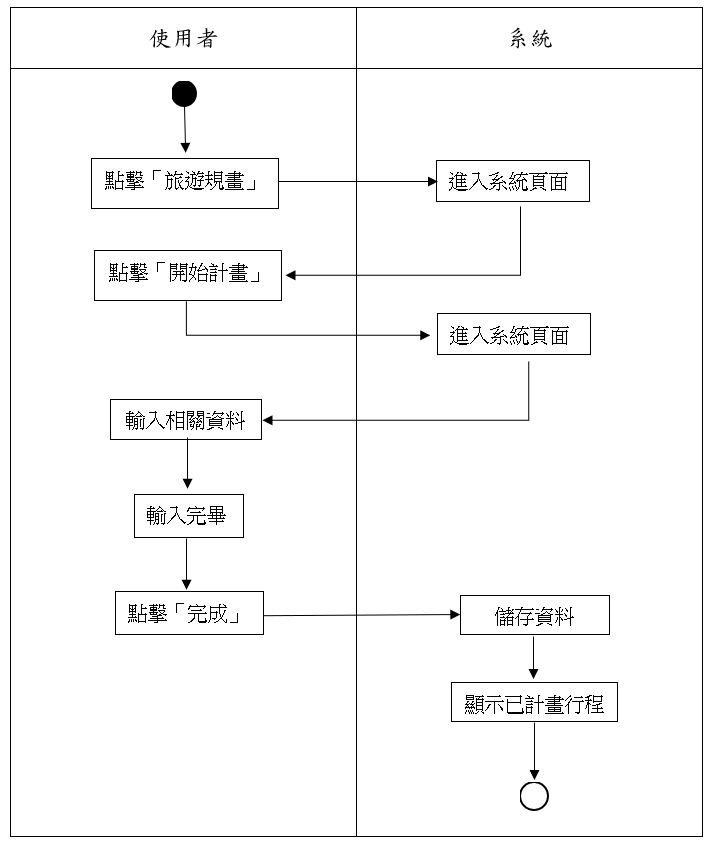 使用者
系統
點擊「旅遊規畫」
進入系統頁面
點擊「開始計畫」
進入系統頁面
輸入相關資料
輸入完畢
點擊「完成」
儲存資料
顯示已計畫行程